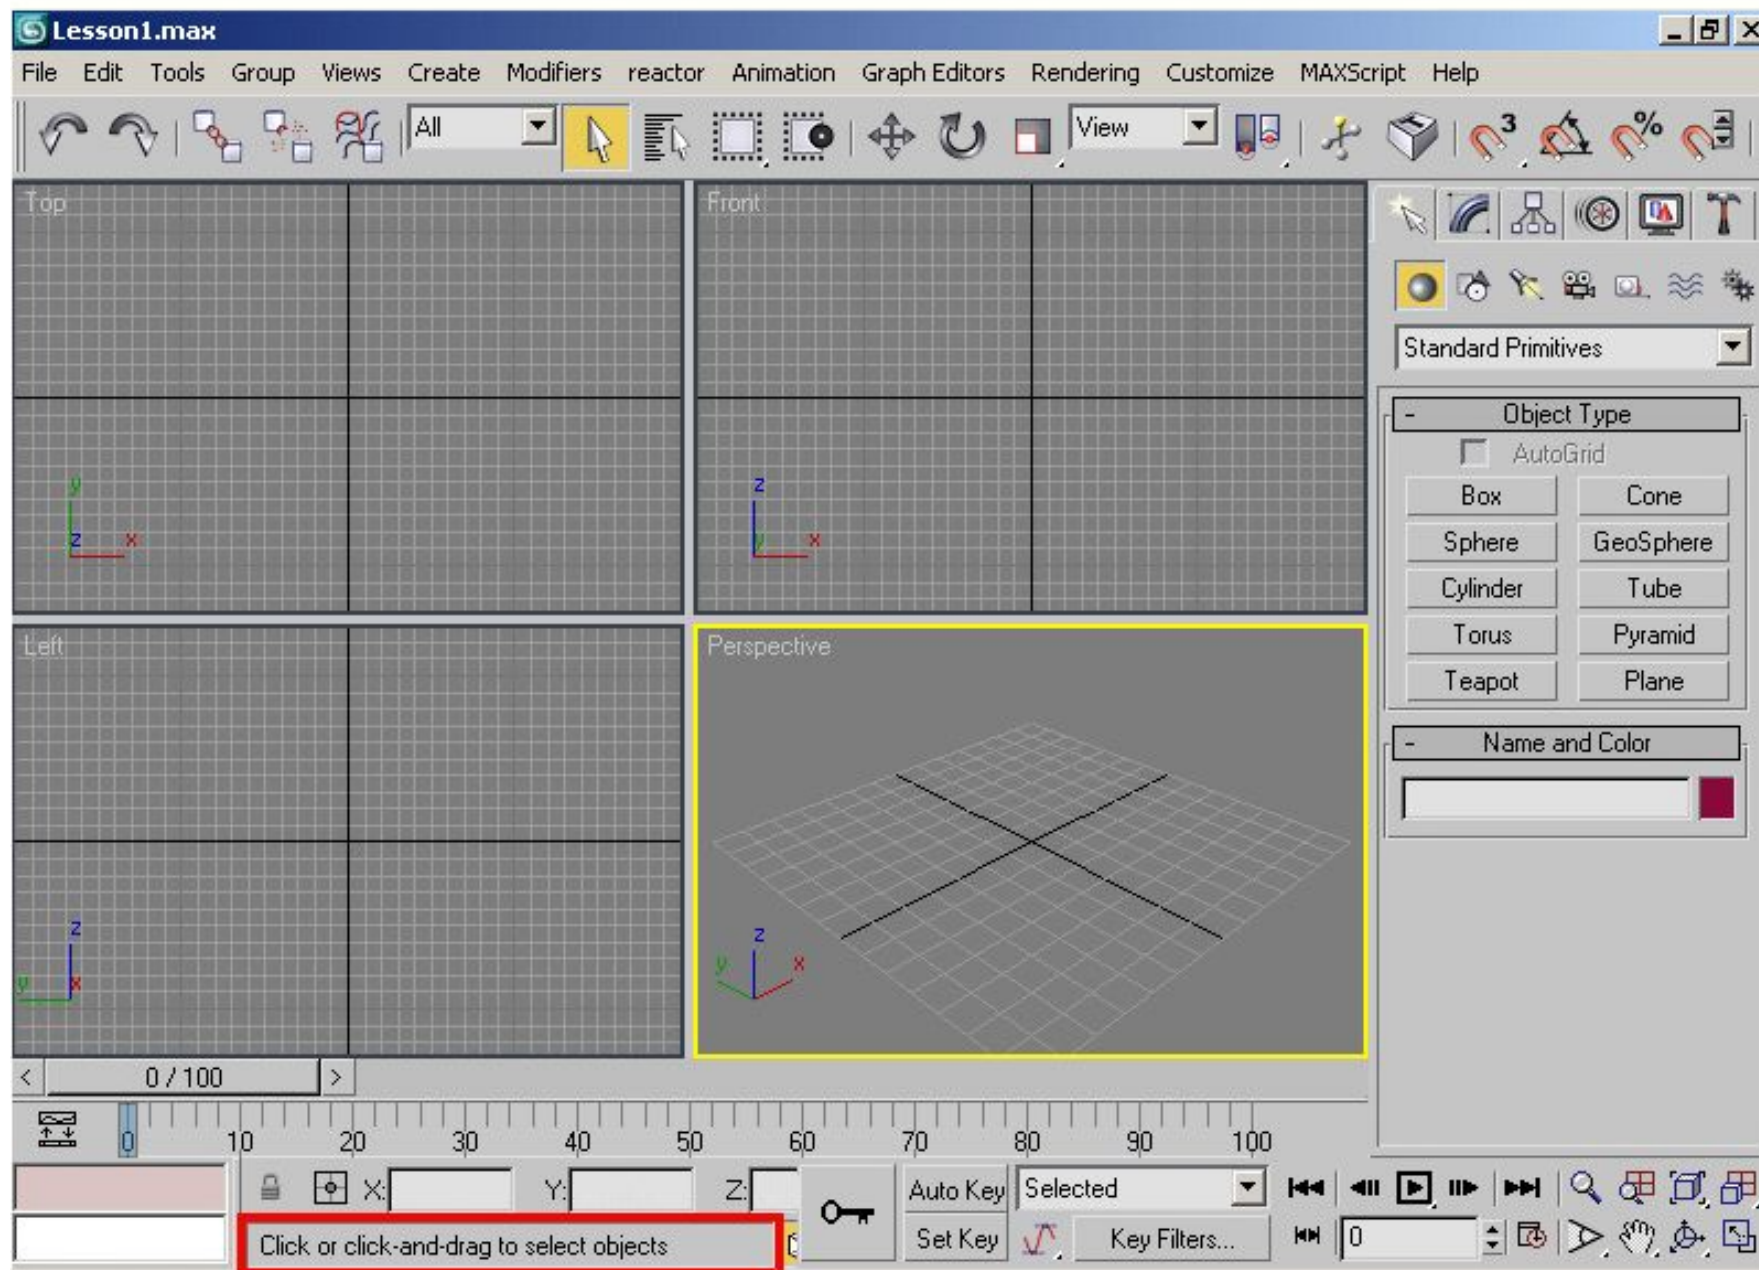 Lesson1.max
File Edit Tools Group Views Create Modifiers reactor Animation Graph Editors Rendering Customize MAXScript Help
All View 3 %
Top Front
y z
z x y x
Standard Primitives
- Object Type
AutoGrid
Box Cone
Sphere GeoSphere
Cylinder Tube
Torus Pyramid
Teapot Plane
- Name and Color
Left Perspective
z z
y x y x
< 0 / 100 >
0 10 20 30 40 50 60 70 80 90 100
X: Y: Z: Auto Key Selected
Click or click-and-drag to select objects Set Key Key Filters... 0